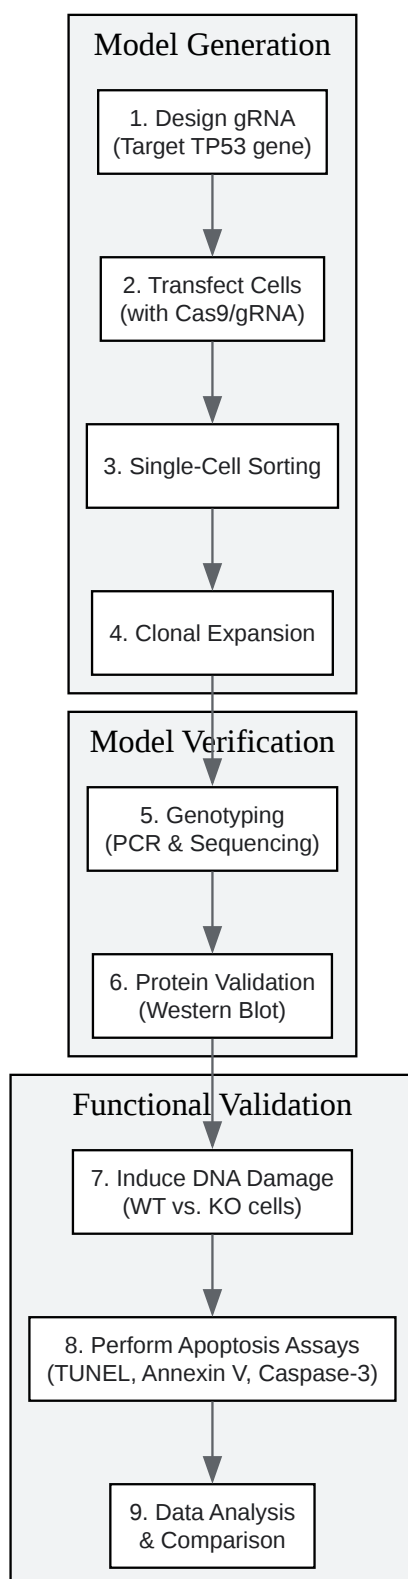 Model Generation
1. Design gRNA
(Target TP53 gene)
2. Transfect Cells
(with Cas9/gRNA)
3. Single-Cell Sorting
4. Clonal Expansion
Model Verification
5. Genotyping
(PCR & Sequencing)
6. Protein Validation
(Western Blot)
Functional Validation
7. Induce DNA Damage
(WT vs. KO cells)
8. Perform Apoptosis Assays
(TUNEL, Annexin V, Caspase-3)
9. Data Analysis
& Comparison